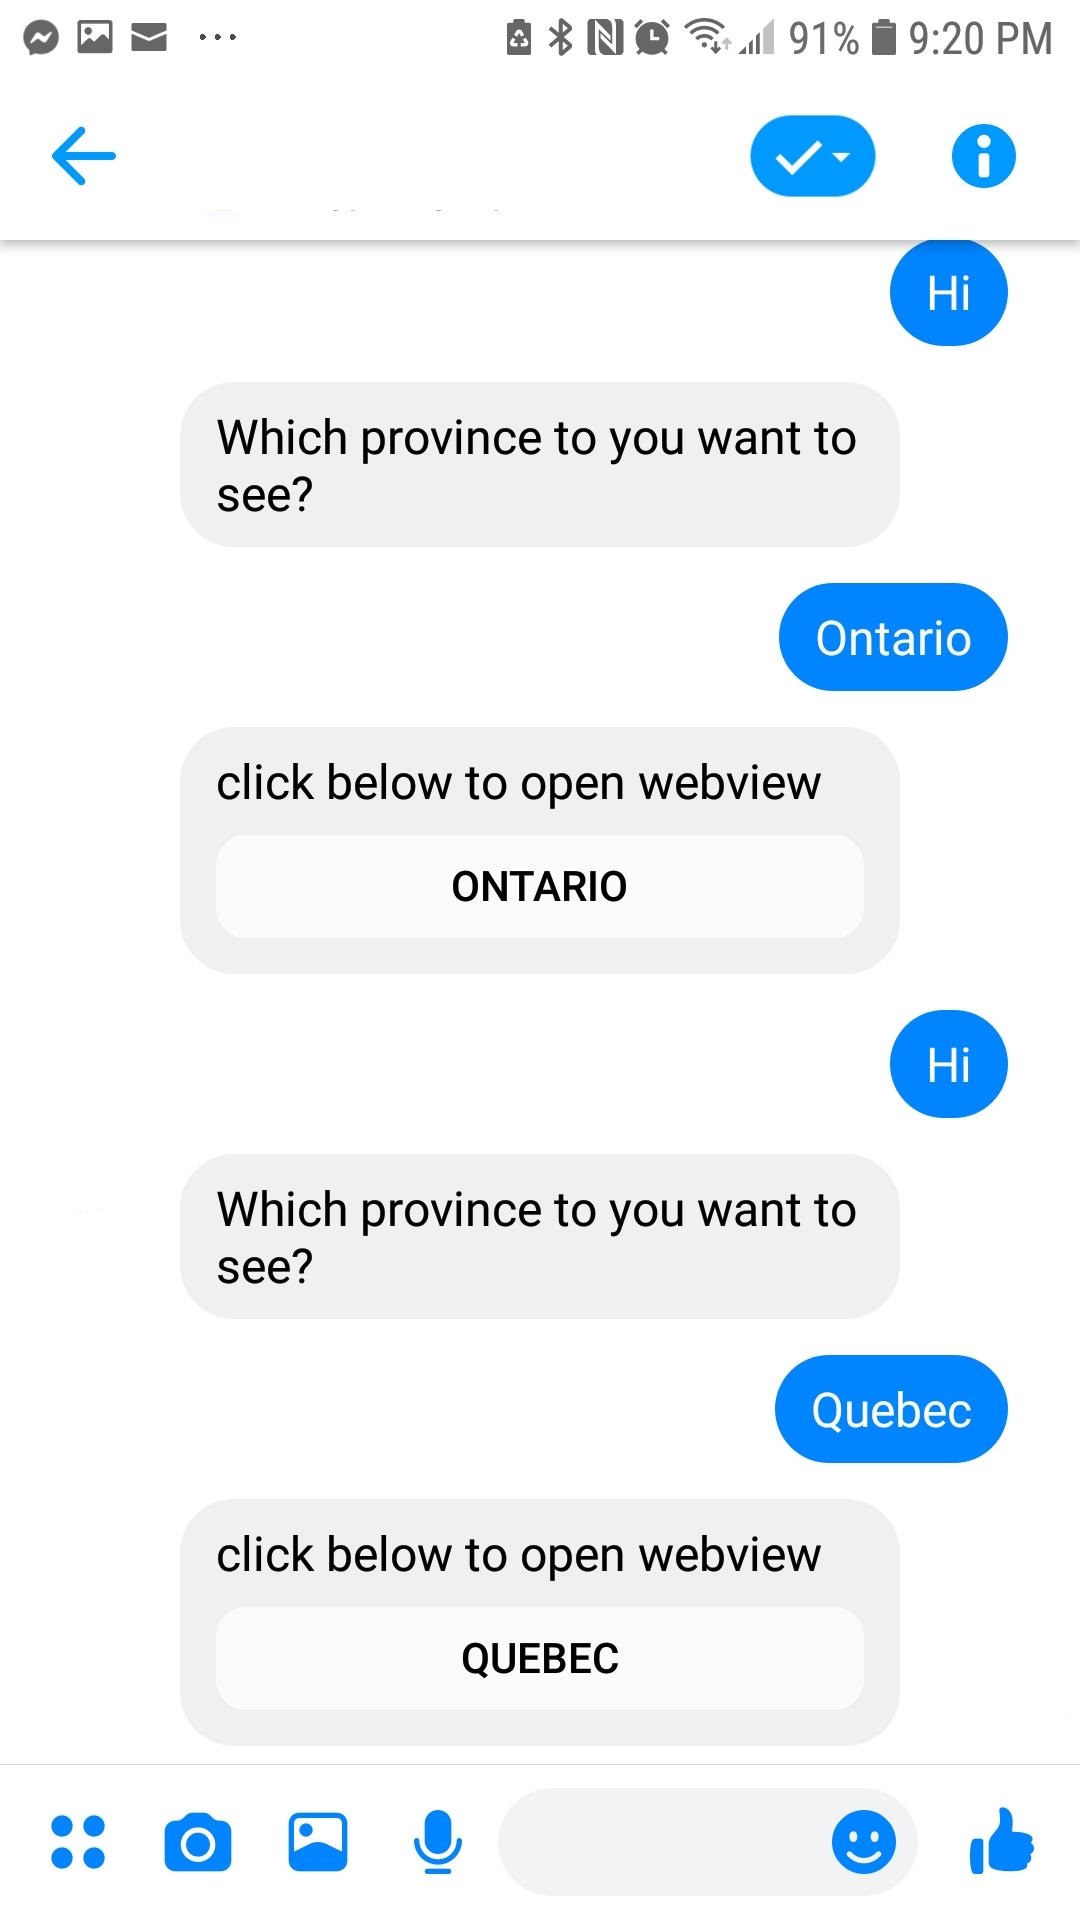 91% 9:20 PM
Hi
Which province to you want to
see?
Ontario
click below to open webview
ONTARIO
Hi
Which province to you want to
see?
Quebec
click below to open webview
QUEBEC